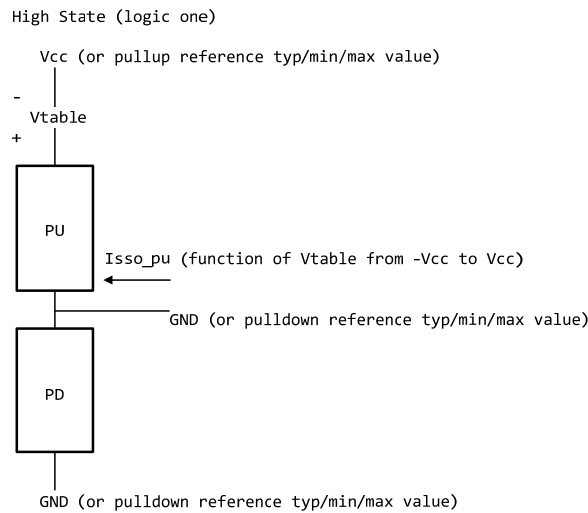 High State (logic one)
Vcc (or pullup reference typ/min/max value)
-
Vtable
+
PU
Isso_pu (function of Vtable from -Vcc to Vcc)
GND (or pulldown reference typ/min/max value)
PD
GND (or pulldown reference typ/min/max value)